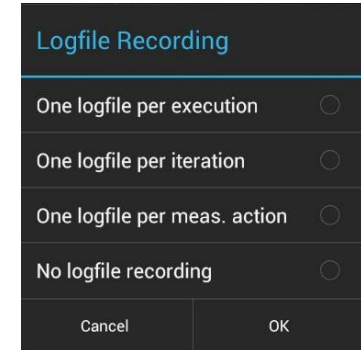 Logfile Recording
One logfile per execution
One logfile per iteration
One logfile per meas. action
No logfile recording
Cancel OK